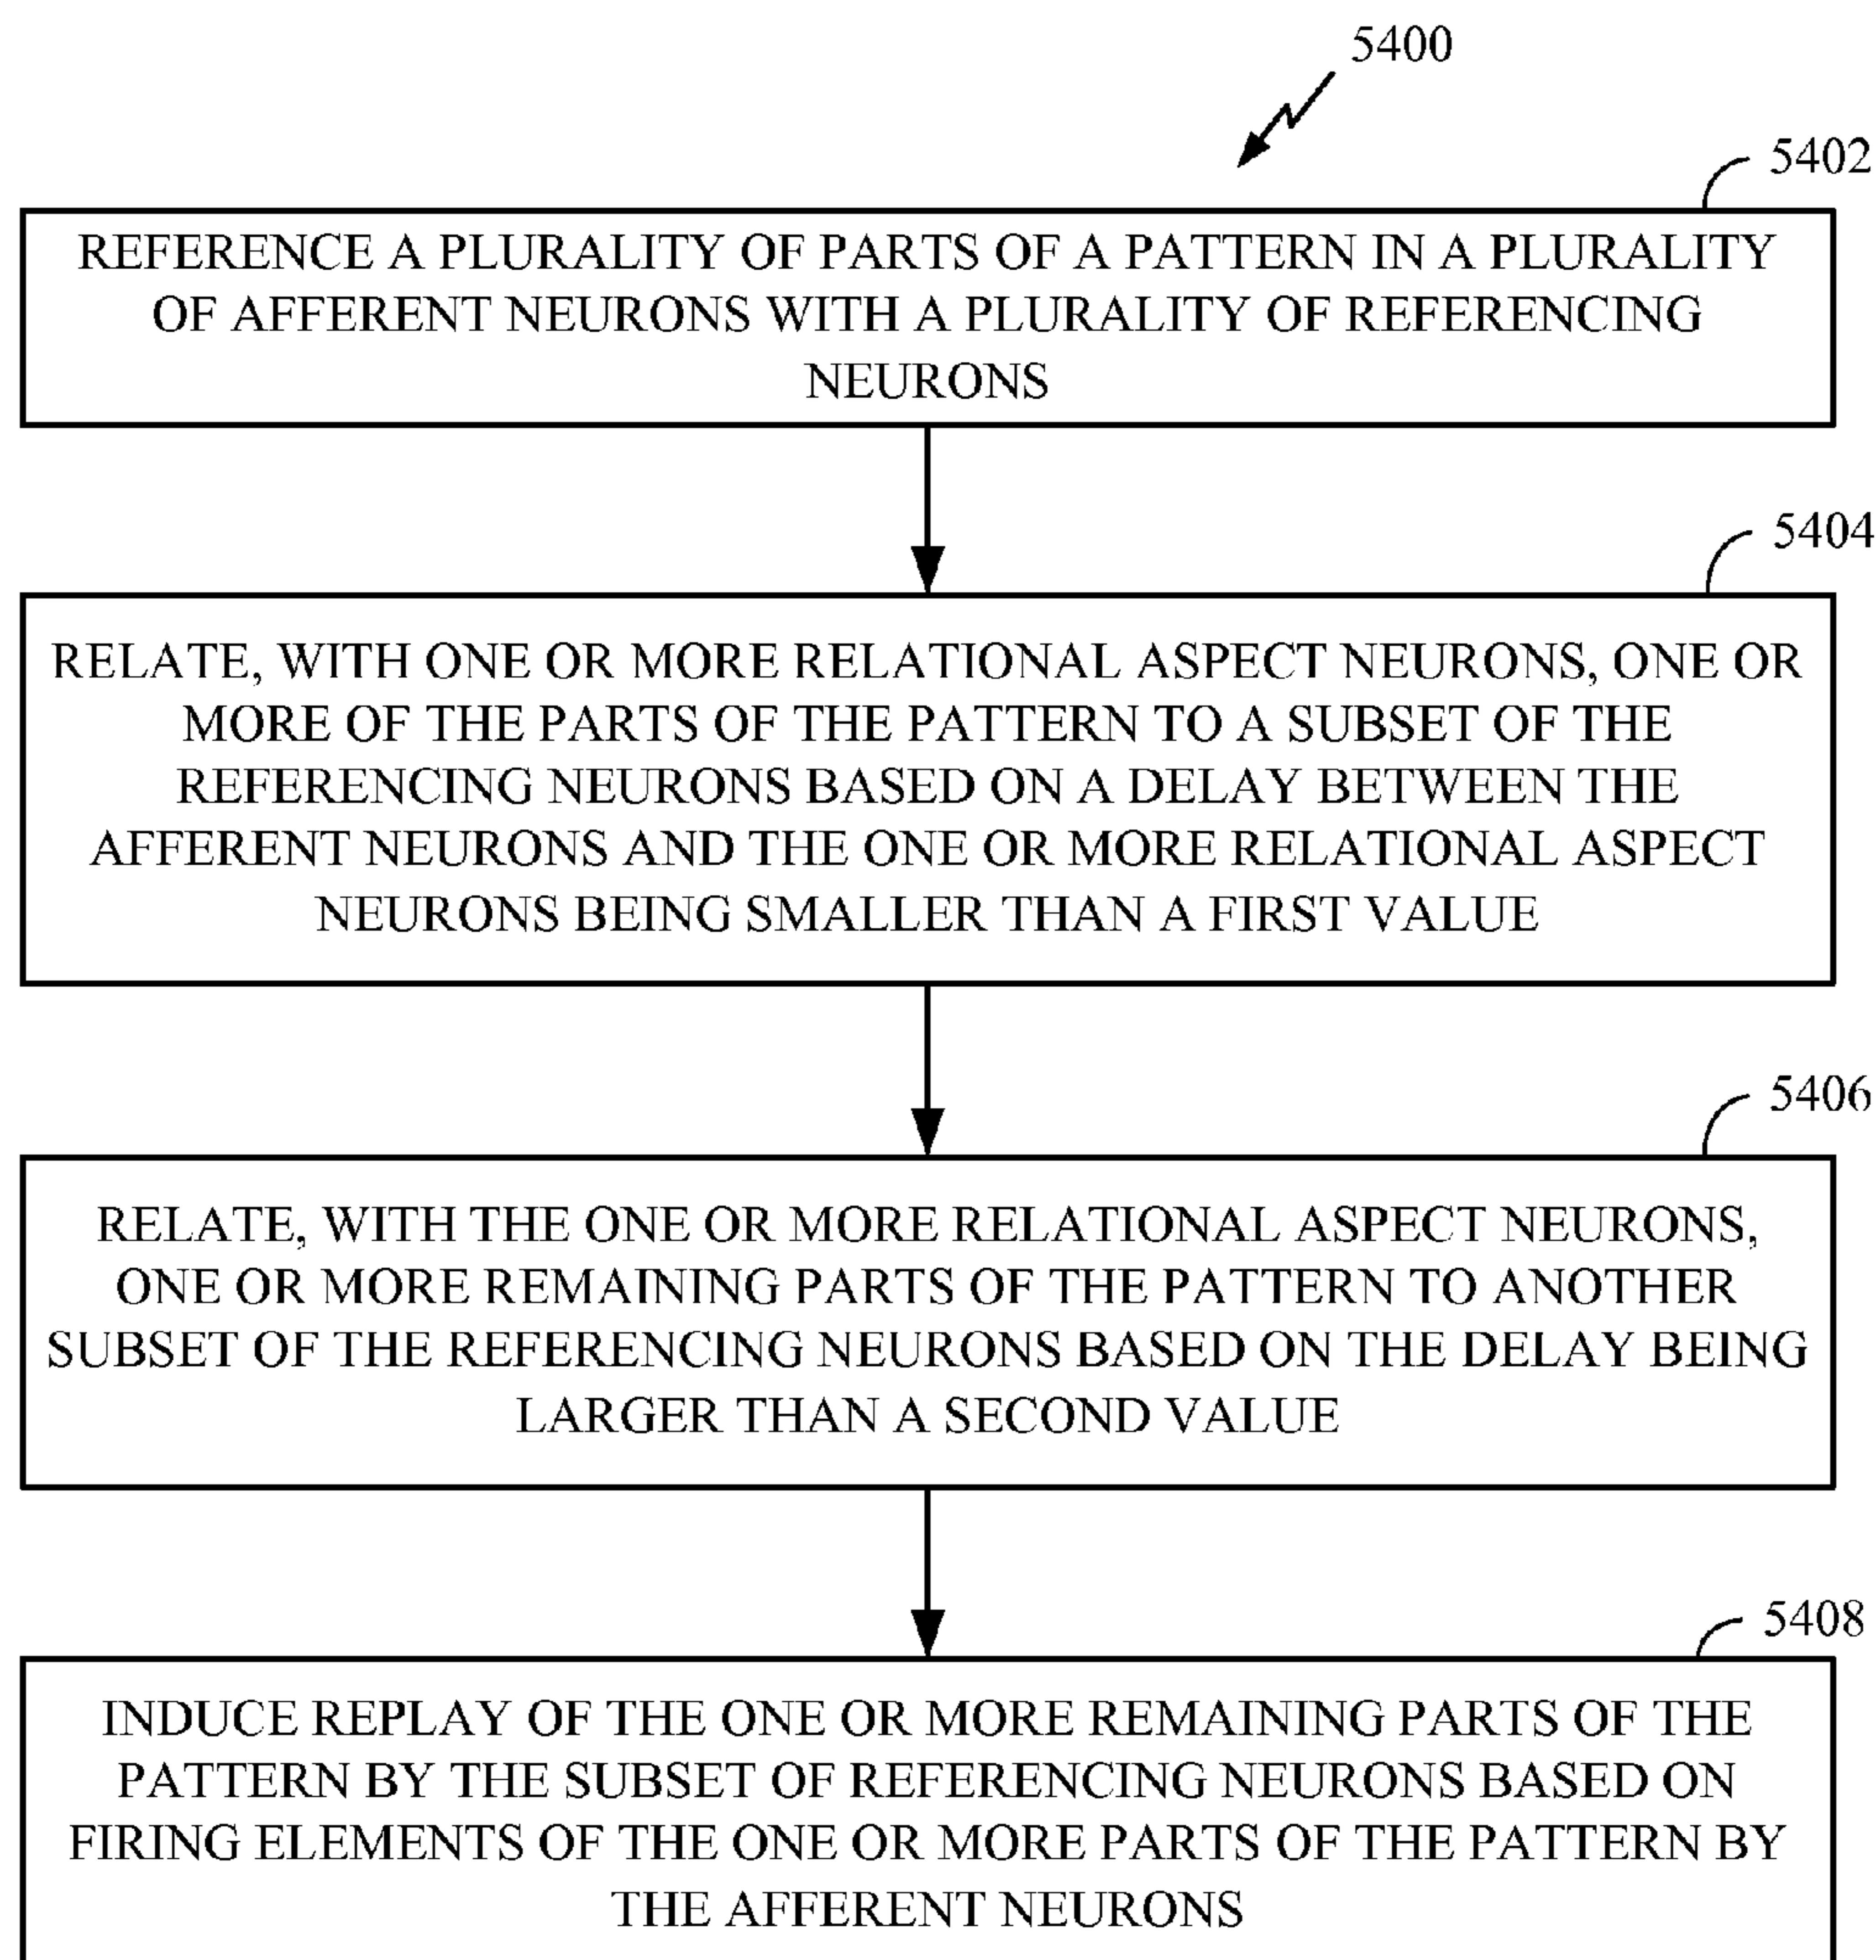 5400
5402
REFERENCE A PLURALITY OF PARTS OF A PATTERN IN A PLURALITY
OF AFFERENT NEURONS WITH A PLURALITY OF REFERENCING
NEURONS
5404
RELATE, WITH ONE OR MORE RELATIONAL ASPECT NEURONS, ONE OR
MORE OF THE PARTS OF THE PATTERN TO A SUBSET OF THE
REFERENCING NEURONS BASED ON A DELAY BETWEEN THE
AFFERENT NEURONS AND THE ONE OR MORE RELATIONAL ASPECT
NEURONS BEING SMALLER THAN A FIRST VALUE
5406
RELATE, WITH THE ONE OR MORE RELATIONAL ASPECT NEURONS,
ONE OR MORE REMAINING PARTS OF THE PATTERN TO ANOTHER
SUBSET OF THE REFERENCING NEURONS BASED ON THE DELAY BEING
LARGER THAN A SECOND VALUE
5408
INDUCE REPLAY OF THE ONE OR MORE REMAINING PARTS OF THE
PATTERN BY THE SUBSET OF REFERENCING NEURONS BASED ON
FIRING ELEMENTS OF THE ONE OR MORE PARTS OF THE PATTERN BY
THE AFFERENT NEURONS